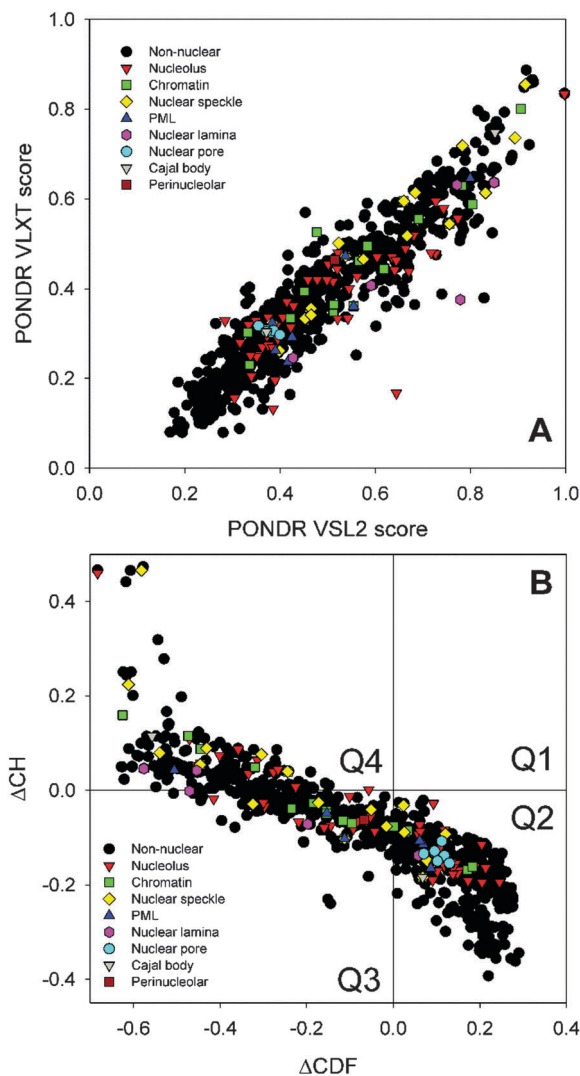 1.0
0.8
0.6
0.4
0.2
0.0
PONDR VLXT score
Non-nuclear
Nucleolus
Chromatin
Nuclear speckle
PML
Nuclear lamina
Nuclear pore
Cajal body
Perinucleolar
A
0.0 0.2 0.4 0.6 0.8 1.0
PONDR VSL2 score
B
0.4
0.2
0.0
-0.2
-0.4
ΔCH
Q4 Q1
Q2
Q3
Non-nuclear
Nucleolus
Chromatin
Nuclear speckle
PML
Nuclear lamina
Nuclear pore
Cajal body
Perinucleolar
-0.6 -0.4 -0.2 0.0 0.2 0.4
ΔCDF